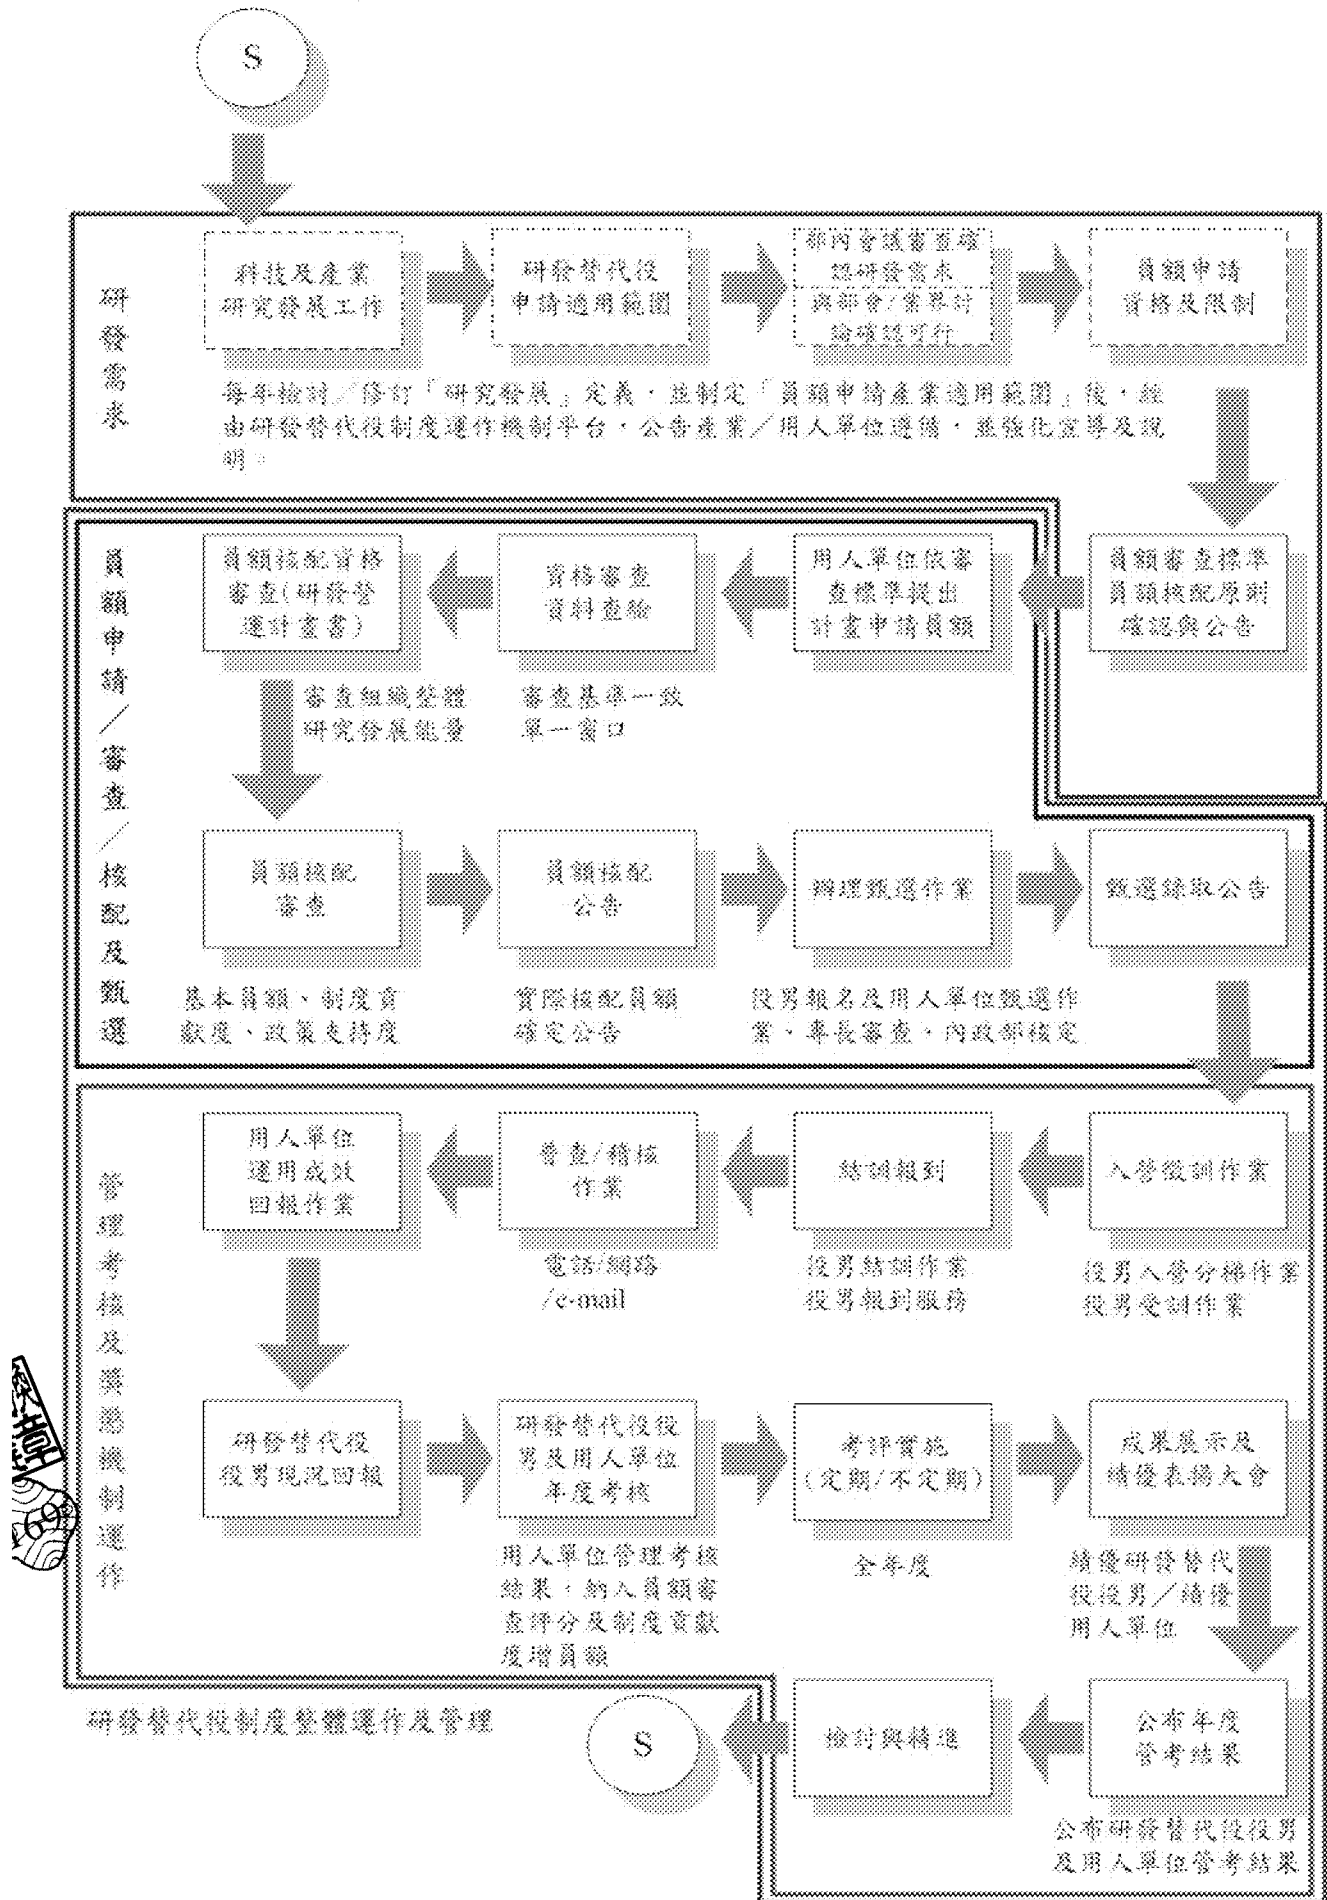 S
研發需求
科技及產業
研究發展工作
研發替代役
申請適用範圍
部內會議審查確
認研發需求
與部會/業界討
論確認可行
員額申請
資格及限制
每年檢討／修訂「研究發展」定義，並制定「員額申請產業適用範圍」後，經
由研發替代役制度運作機制平台，公告產業／用人單位遵循，並強化宣導及說
明。
員額申請／審查／核配及甄選
員額核配資格
審查(研發營
運計畫書)
資格審查
資料查檢
用人單位依審
查標準提出
計畫申請員額
員額審查標準
員額核配原則
確認與公告
審查組織整體
研究發展能量
審查基準一致
單一窗口
員額核配
審查
員額核配
公告
辦理甄選作業
甄選錄取公告
基本員額、制度貢
獻度、政策支持度
實際核配員額
確定公告
役男報名及用人單位甄選作
業、專長審查、內政部核定
管理考核及獎懲機制運作
用人單位
運用成效
回報作業
普查/稽核
作業
結訓報到
入營徵訓作業
電話/網路
/e-mail
役男結訓作業
役男報到服務
役男入營分梯作業
役男受訓作業
研發替代役
役男現況回報
研發替代役役
男及用人單位
年度考核
考評實施
(定期/不定期)
成果展示及
績優表揚大會
用人單位管理考核
結果，納入員額審
查評分及制度貢獻
度增員額
全年度
績優研發替代
役役男／績優
用人單位
研發替代役制度整體運作及管理
S
檢討與精進
公布年度
管考結果
公布研發替代役役男
及用人單位管考結果
章
69